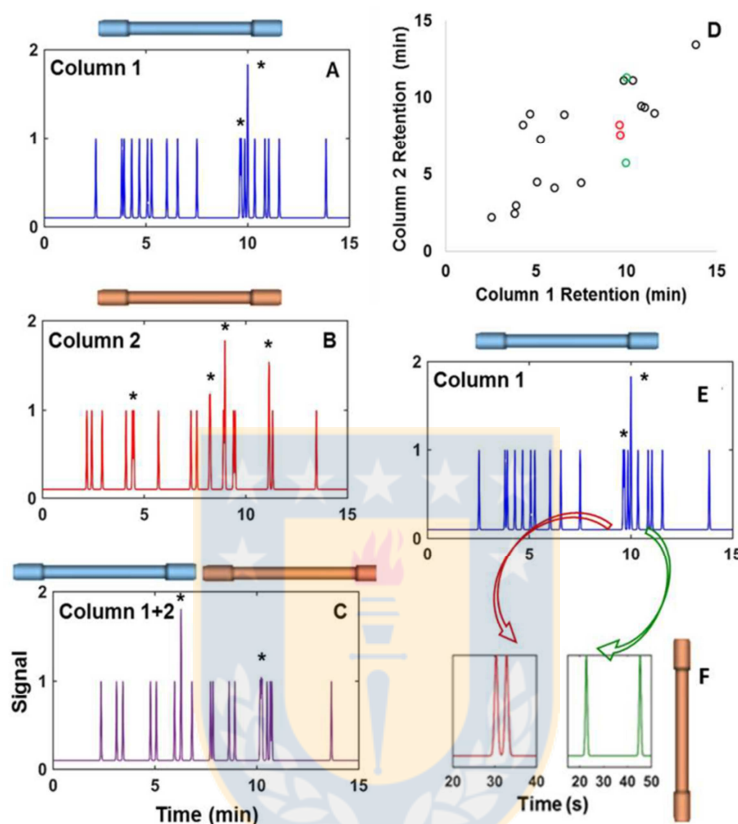 2
Column 1
*
A
*
1
0
0 5 10 15
2
Column 2
*
B
*
*
*
1
0
0 5 10 15
2
Column 1+2
*
C
*
1
0
0 5 10 15
Signal
Time (min)
D
15
10
5
0
0 5 10 15
Column 2 Retention (min)
Column 1 Retention (min)
2
Column 1
*
E
*
1
0
0 5 10 15
F
20 30 40
20 30 40 50
Time (s)